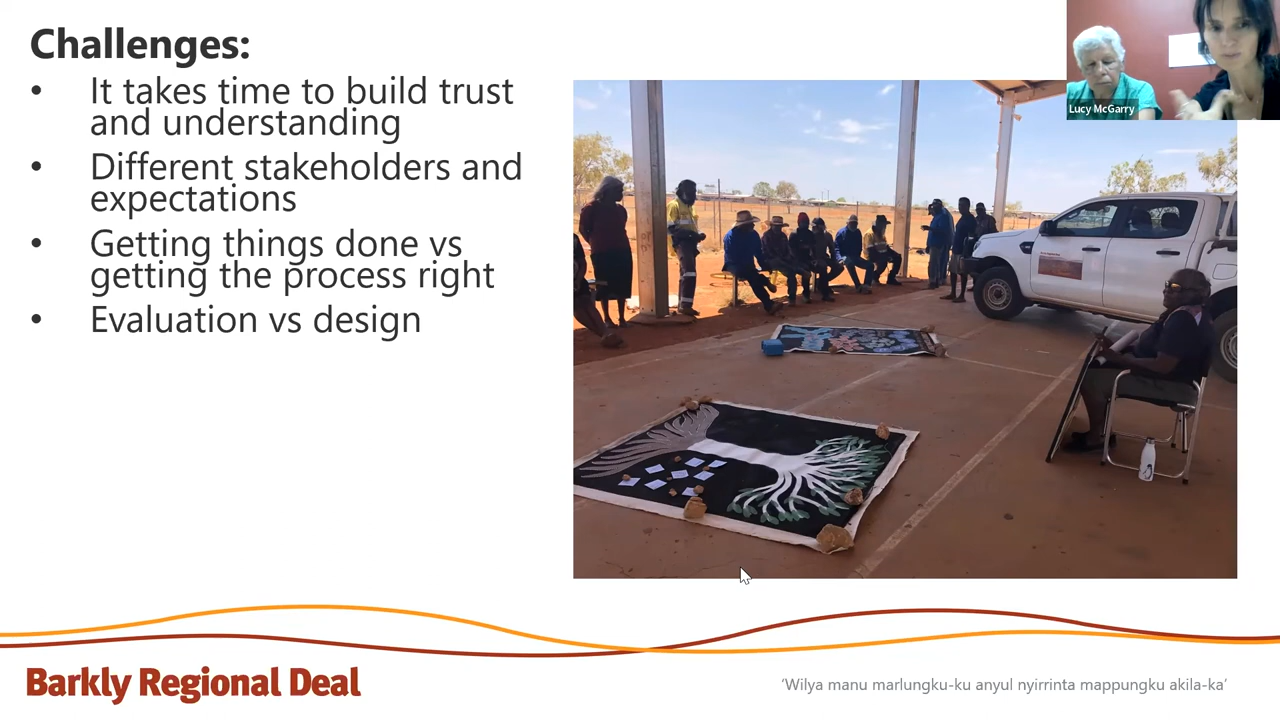 Challenges:
• It takes time to build trust
and understanding
• Different stakeholders and
expectations
• Getting things done vs
getting the process right
• Evaluation vs design
Lucy McGarry
Barkly Regional Deal
‘Wilya manu marlungku-ku anyul nyirrinta mappungku akila-ka’